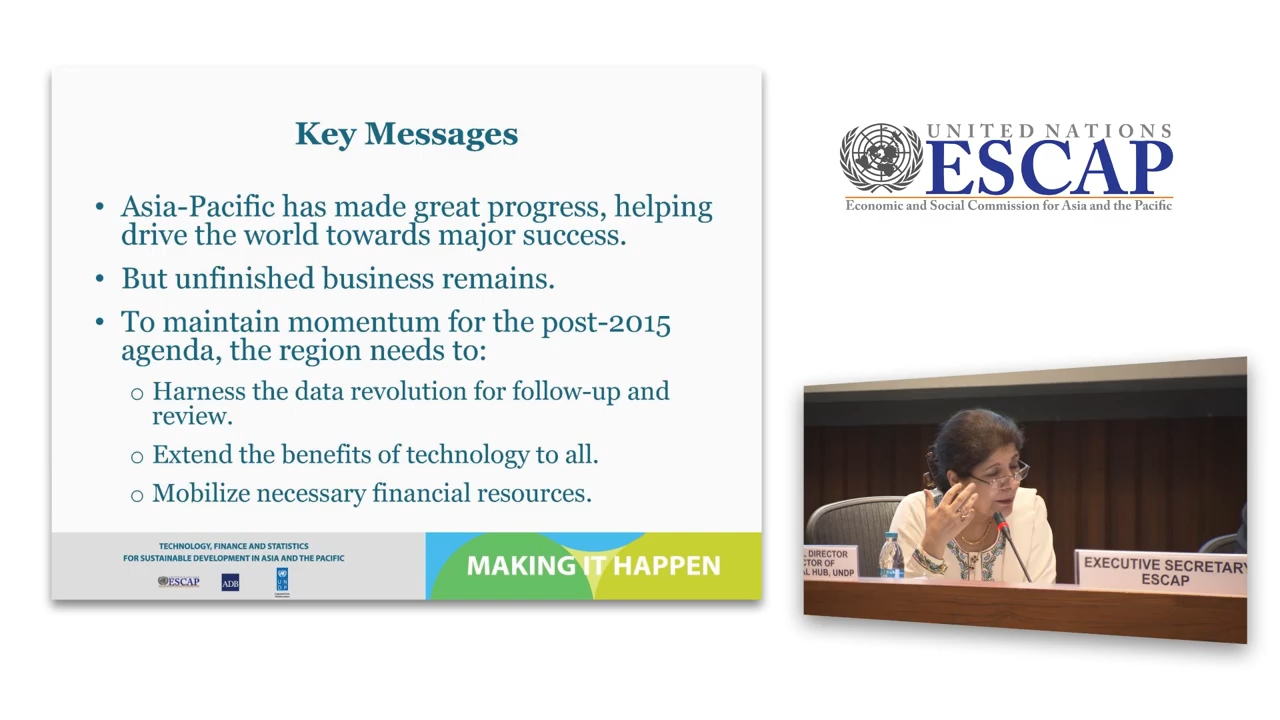 Key Messages
• Asia-Pacific has made great progress, helping
drive the world towards major success.
• But unfinished business remains.
• To maintain momentum for the post-2015
agenda, the region needs to:
o Harness the data revolution for follow-up and
review.
o Extend the benefits of technology to all.
o Mobilize necessary financial resources.
TECHNOLOGY, FINANCE AND STATISTICS
FOR SUSTAINABLE DEVELOPMENT IN ASIA AND THE PACIFIC
ESCAP
ADB
UN
DP
MAKING IT HAPPEN
UNITED NATIONS
ESCAP
Economic and Social Commission for Asia and the Pacific
DIRECTOR
OF
HUB, UNDP
EXECUTIVE SECRETARY
ESCAP